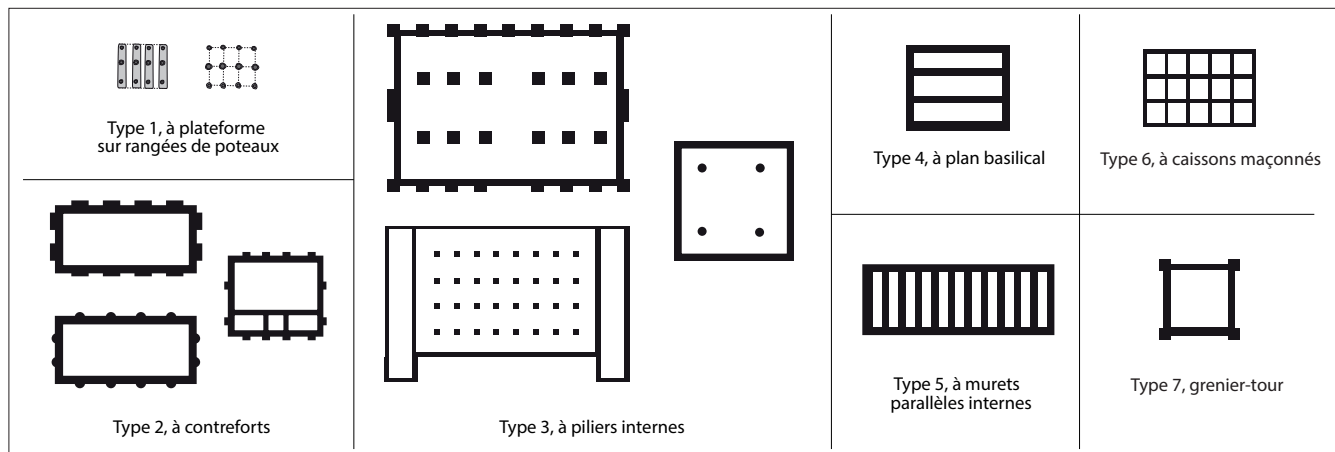 Type 1, à plateforme
sur rangées de poteaux
Type 2, à contreforts
Type 3, à piliers internes
Type 4, à plan basilical
Type 6, à caissons maçonnés
Type 5, à murets
parallèles internes
Type 7, grenier-tour